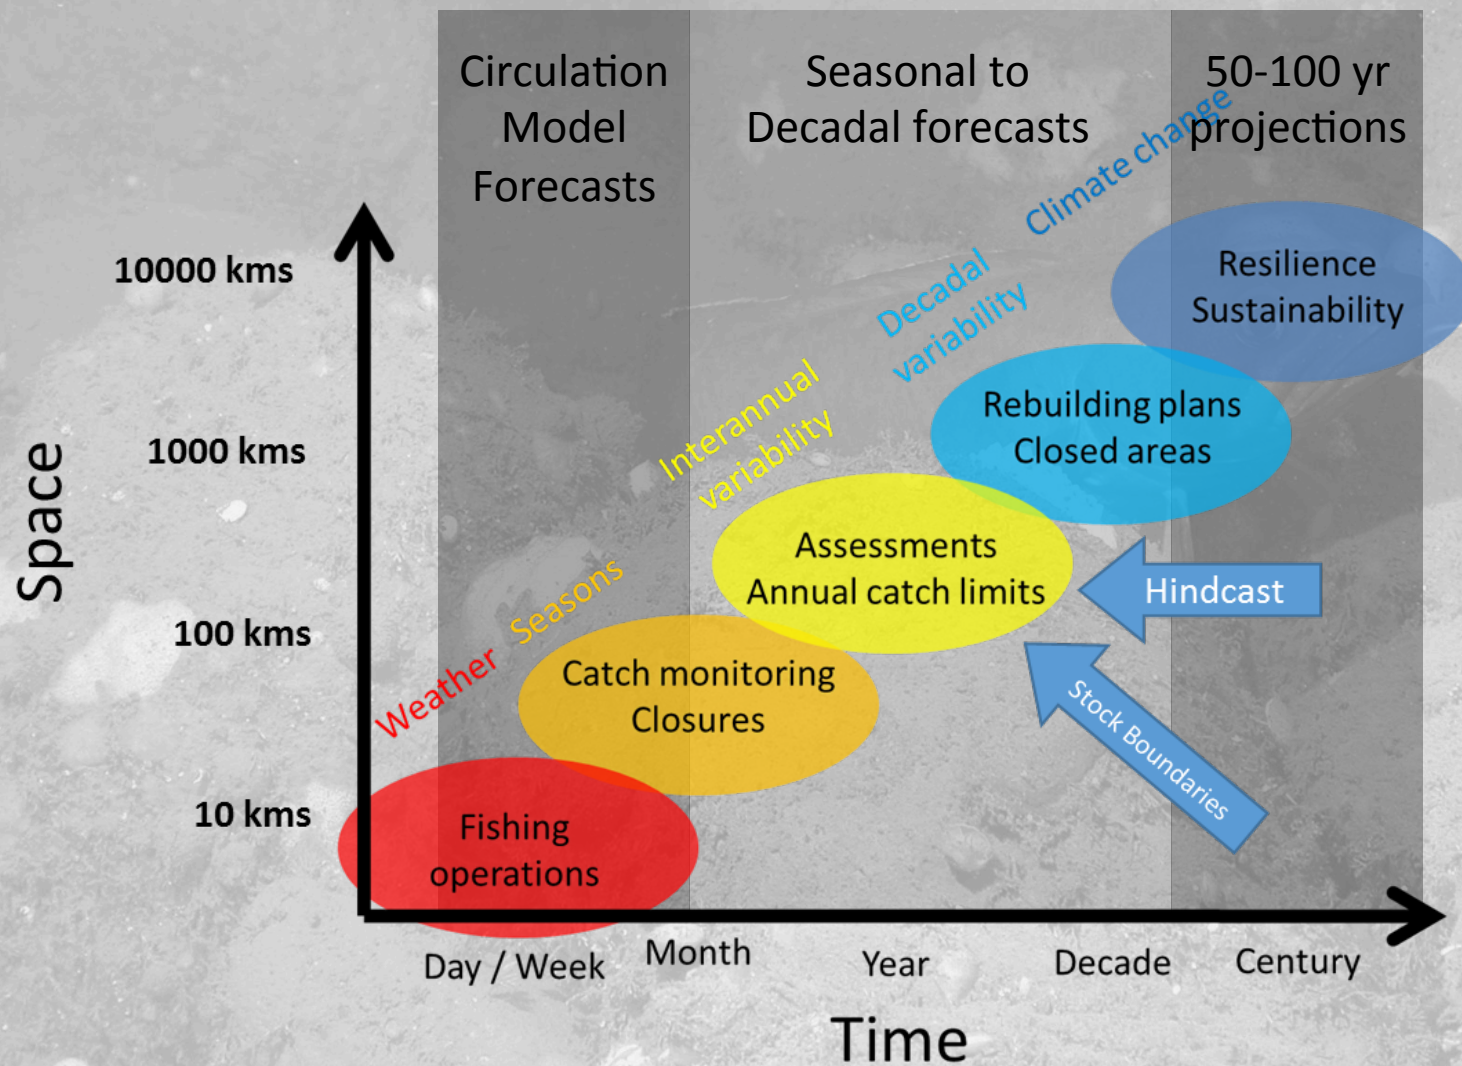 Circulation
Model
Forecasts
Seasonal to
Decadal forecasts
50-100 yr
projections
Climate change
Decadal
variability
Interannual
variability
Seasons
Weather
Space
10000 kms
1000 kms
100 kms
10 kms
Resilience
Sustainability
Rebuilding plans
Closed areas
Assessments
Annual catch limits
Hindcast
Stock Boundaries
Catch monitoring
Closures
Fishing
operations
Day / Week
Month
Year
Decade
Century
Time